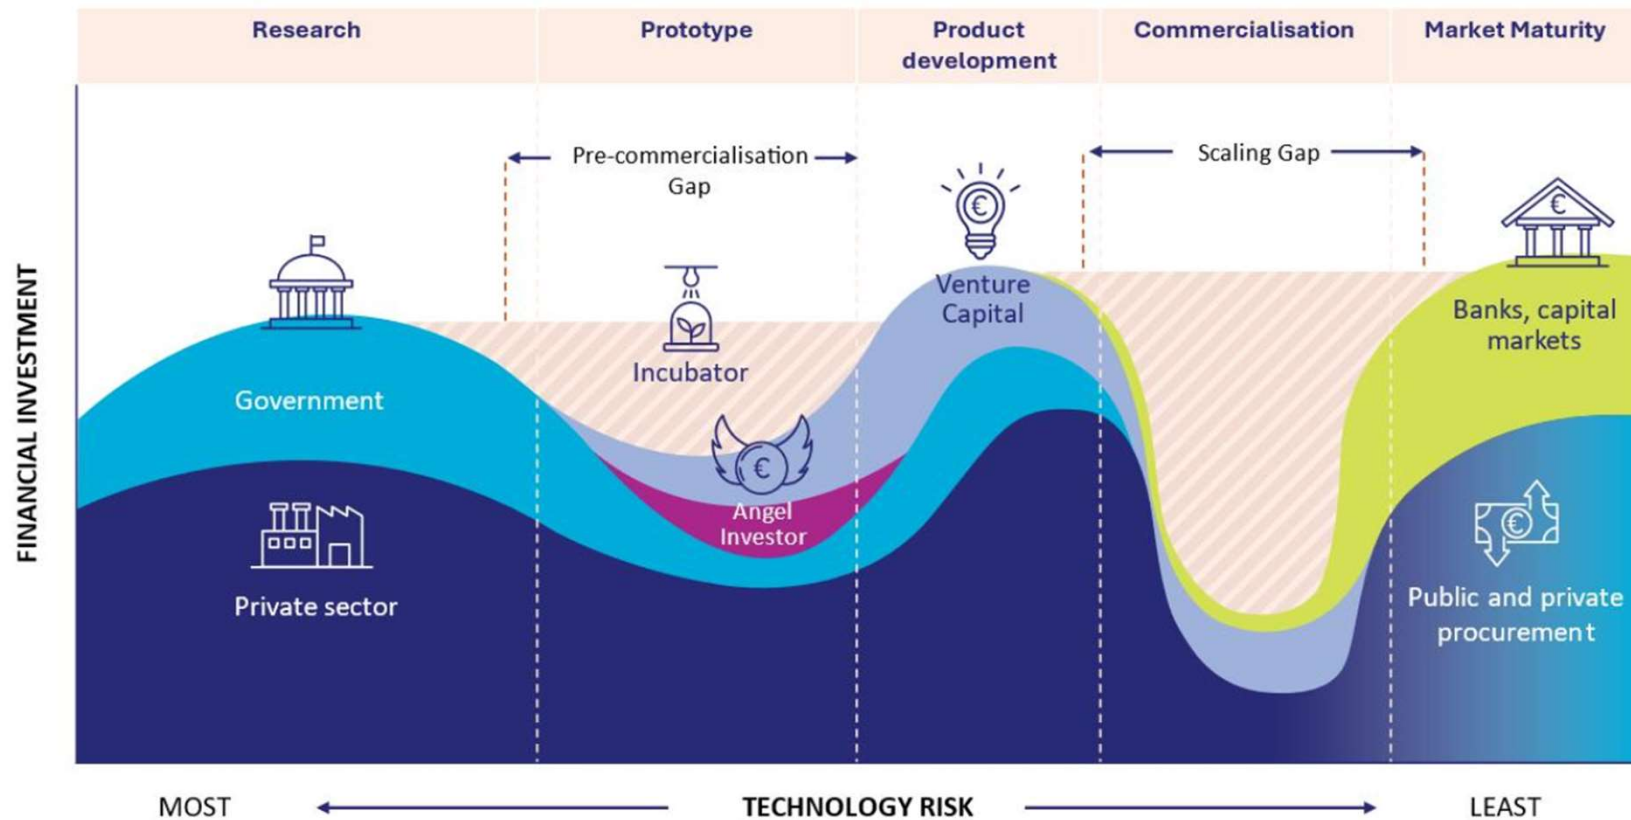 Research
Prototype
Product
development
Commercialisation
Market Maturity
Pre-commercialisation
Gap
Scaling Gap
€
€
Venture
Capital
Banks, capital
markets
Incubator
Government
€
Angel
Investor
€
Private sector
Public and private
procurement
FINANCIAL INVESTMENT
MOST
TECHNOLOGY RISK
LEAST